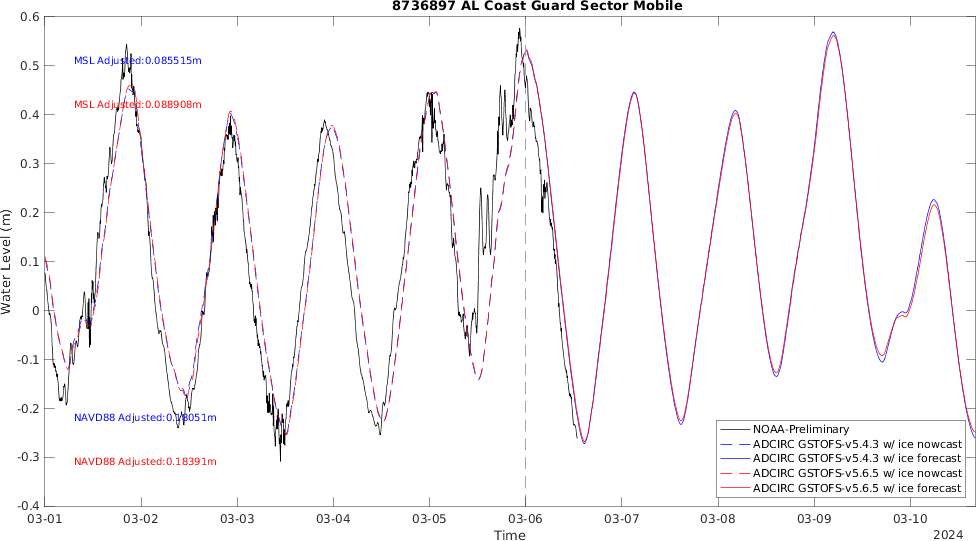 8736897 AL Coast Guard Sector Mobile
0.6
0.5
0.4
0.3
0.2
0.1
0
-0.1
-0.2
-0.3
-0.4
Water Level (m)
MSL Adjusted:0.085515m
MSL Adjusted:0.088908m
NAVD88 Adjusted:0.18051m
NAVD88 Adjusted:0.18391m
NOAA-Preliminary
ADCIRC GSTOFS-v5.4.3 w/ ice nowcast
ADCIRC GSTOFS-v5.4.3 w/ ice forecast
ADCIRC GSTOFS-v5.6.5 w/ ice nowcast
ADCIRC GSTOFS-v5.6.5 w/ ice forecast
03-01 03-02 03-03 03-04 03-05 03-06 03-07 03-08 03-09 03-10
Time
2024